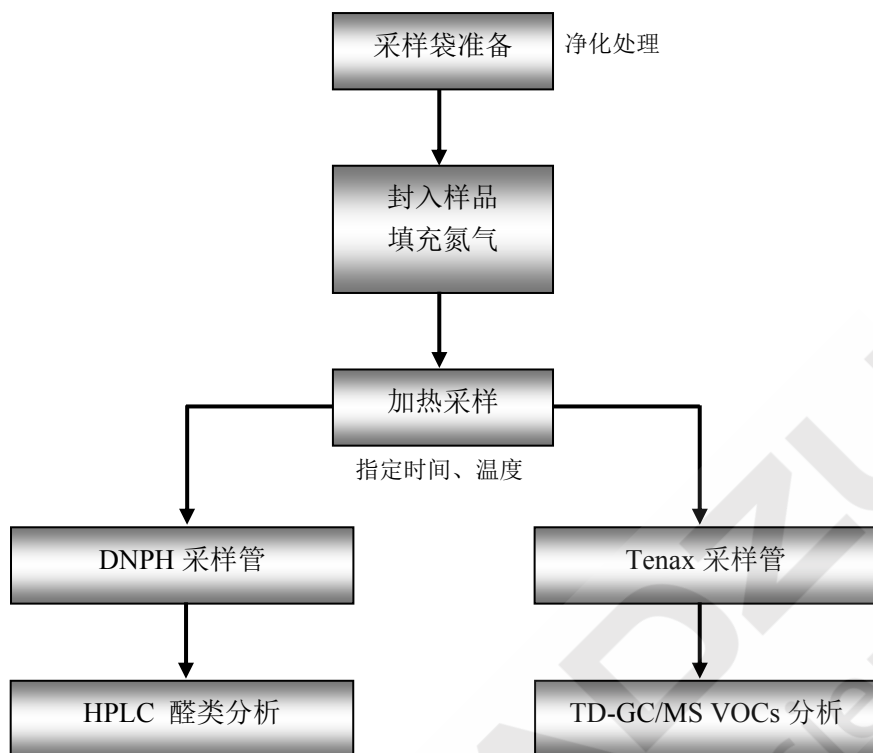 采样袋准备
净化处理
封入样品
填充氮气
加热采样
指定时间、温度
DNPH 采样管
Tenax 采样管
HPLC 醛类分析
TD-GC/MS VOCs 分析